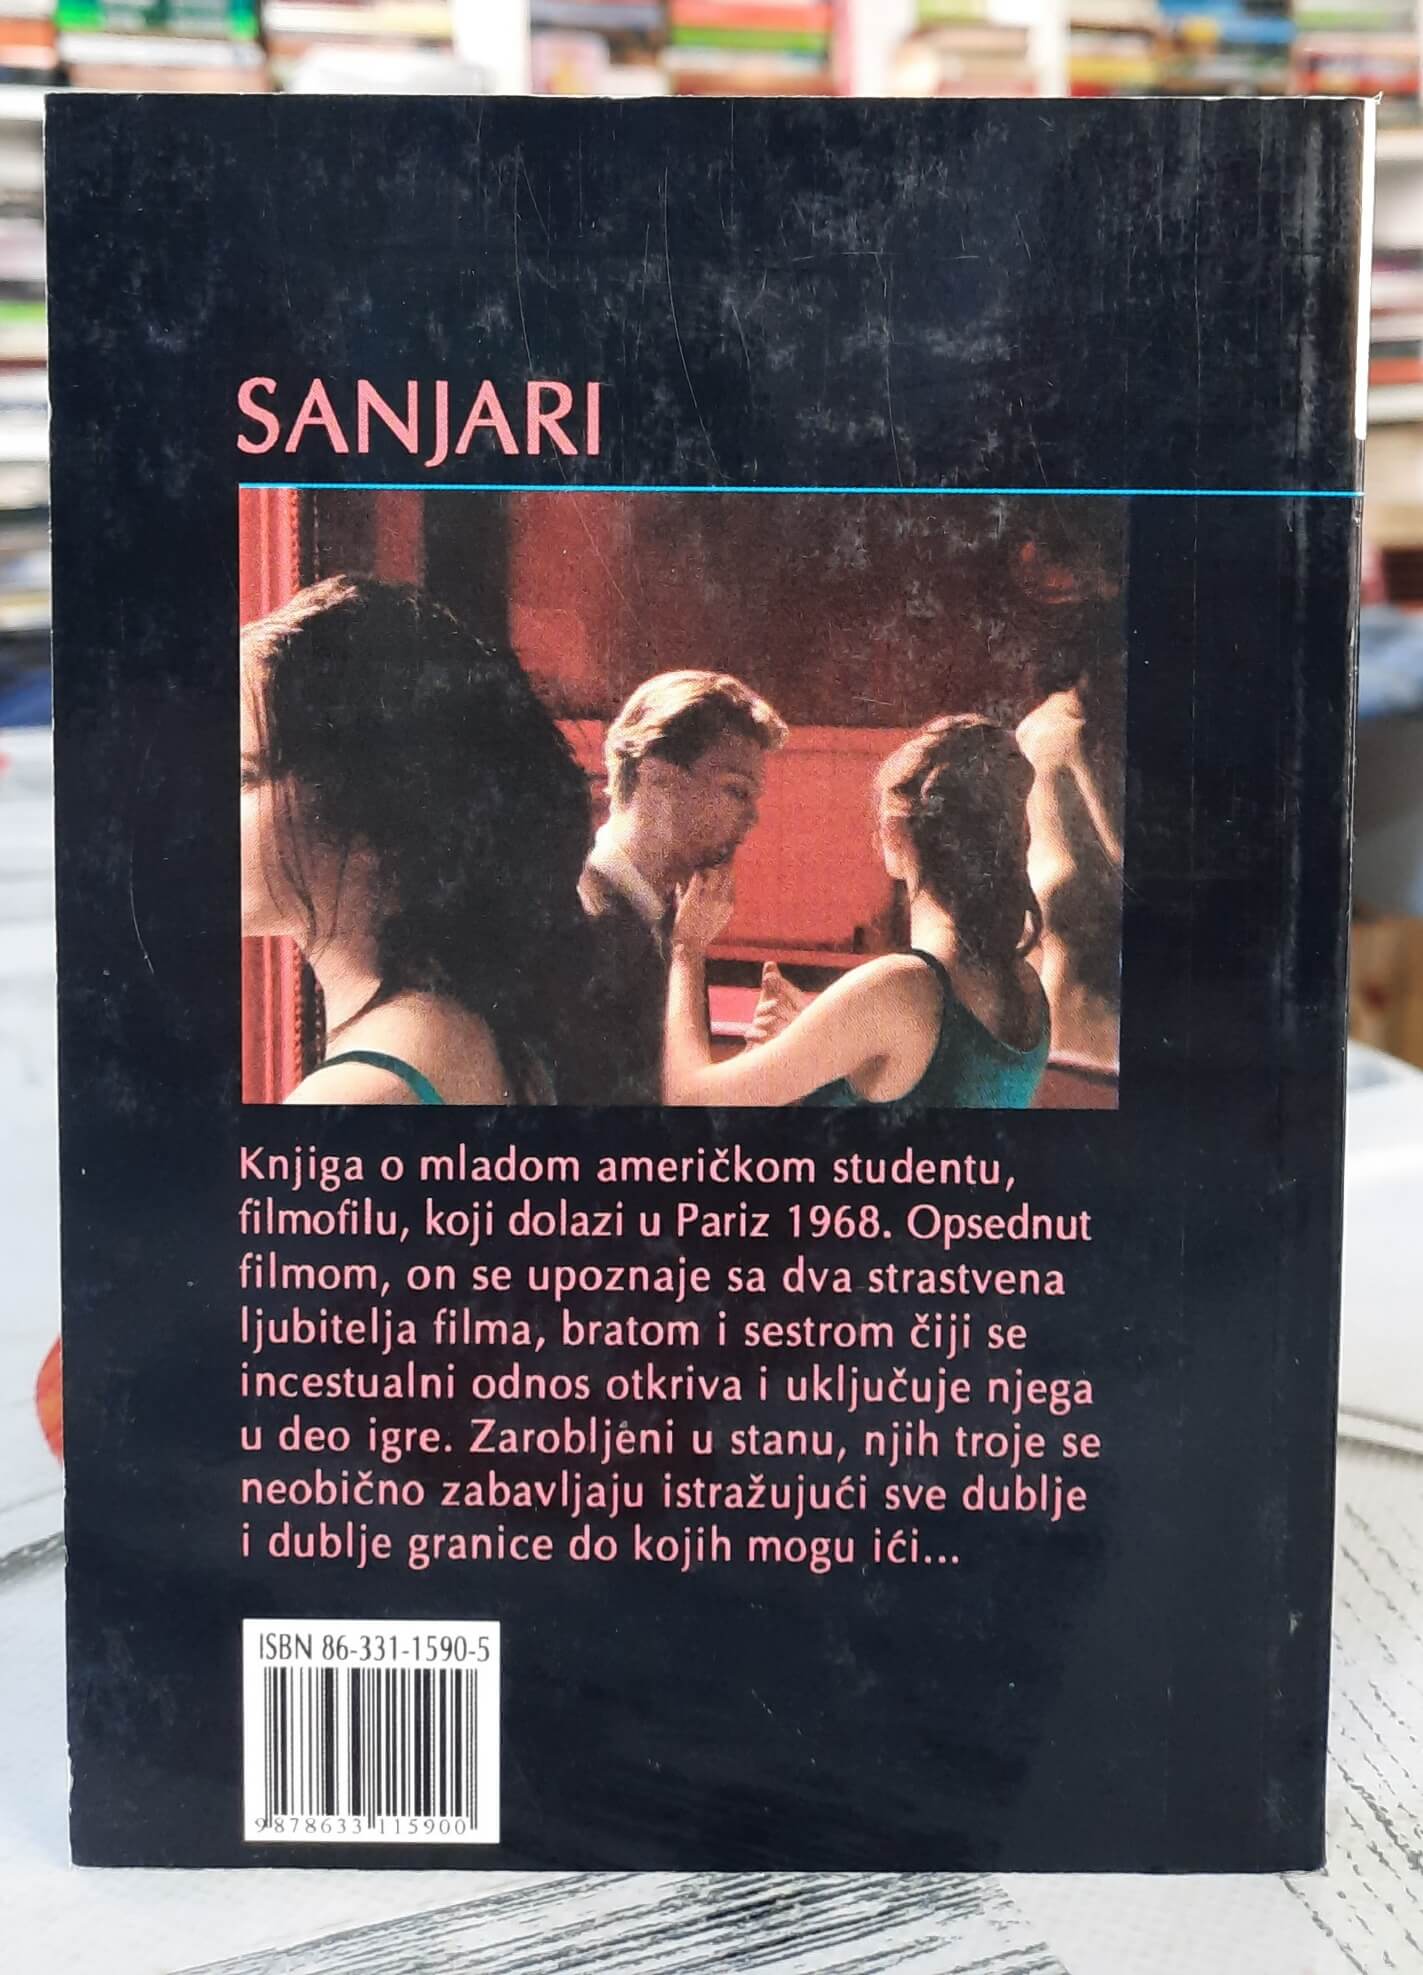 SANJARI
Knjiga o mladom američkom studentu,
filmofilu, koji dolazi u Pariz 1968. Opsednut
filmom, on se upoznaje sa dva strastvena
ljubitelja filma, bratom i sestrom čiji se
incestualni odnos otkriva i uključuje njega
u deo igre. Zarobljeni u stanu, njih troje se
neobično zabavljaju istražujući sve dublje
i dublje granice do kojih mogu ići...
ISBN 86-331-1590-5
9 878633 115900